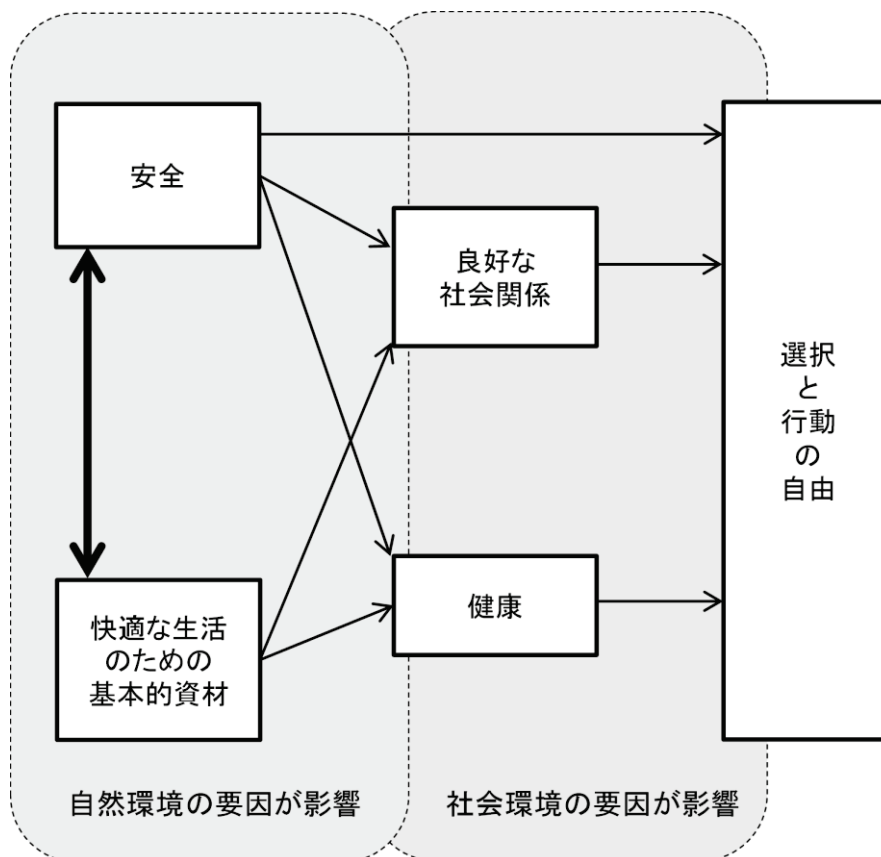 安全
良好な
社会関係
選択
と
行動
の
自由
健康
快適な生活
のための
基本的資材
自然環境の要因が影響
社会環境の要因が影響